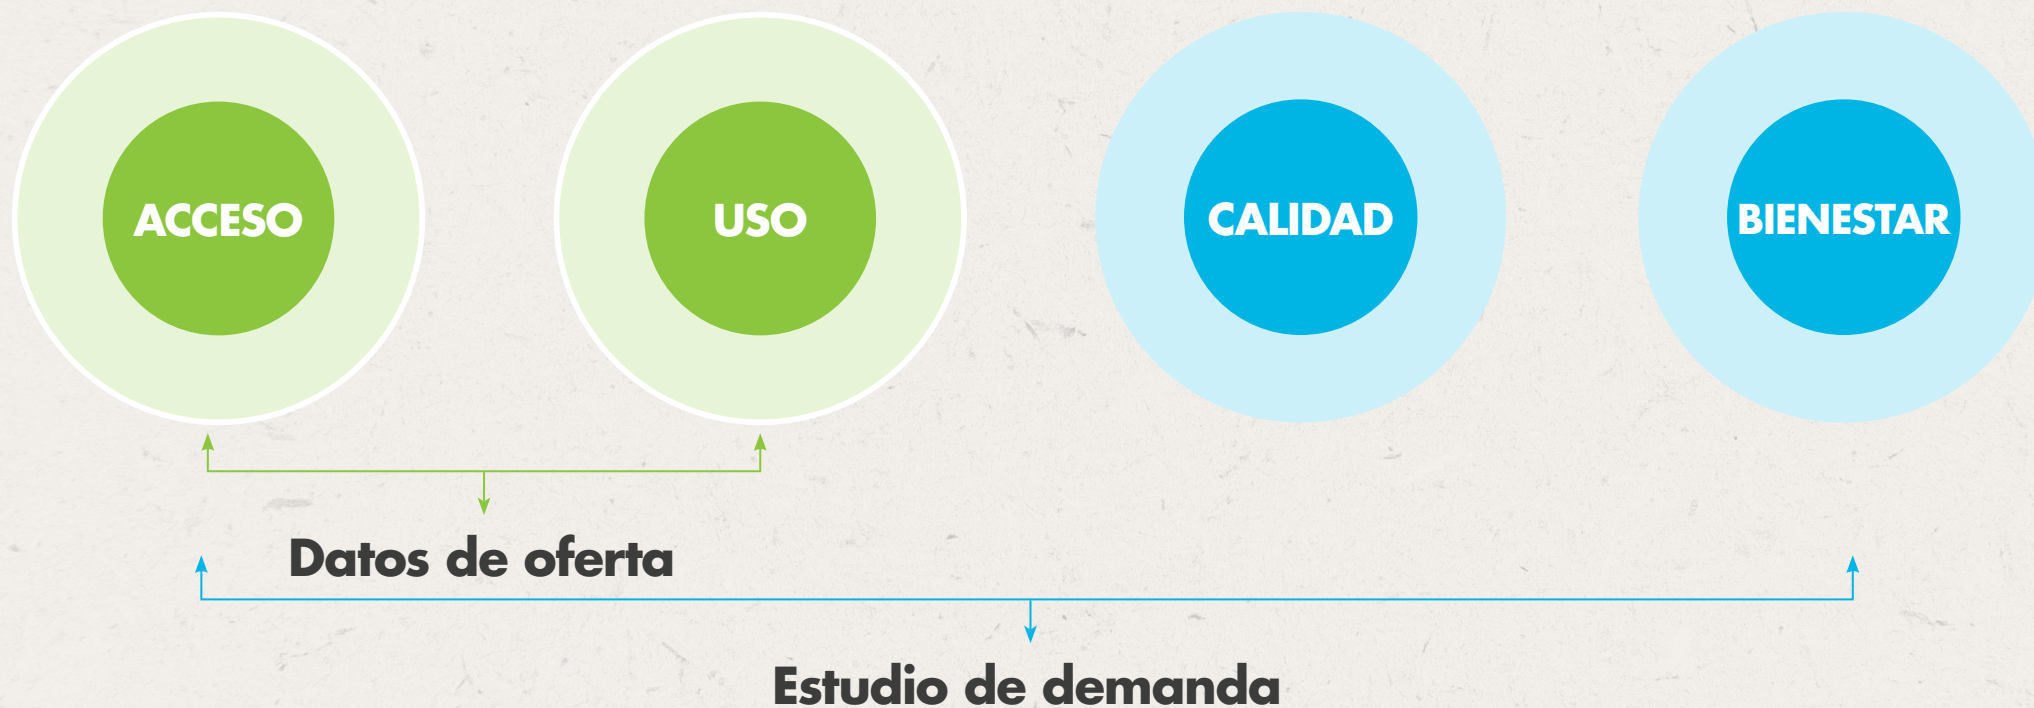 ACCESO
USO
CALIDAD
BIENESTAR
Datos de oferta
Estudio de demanda